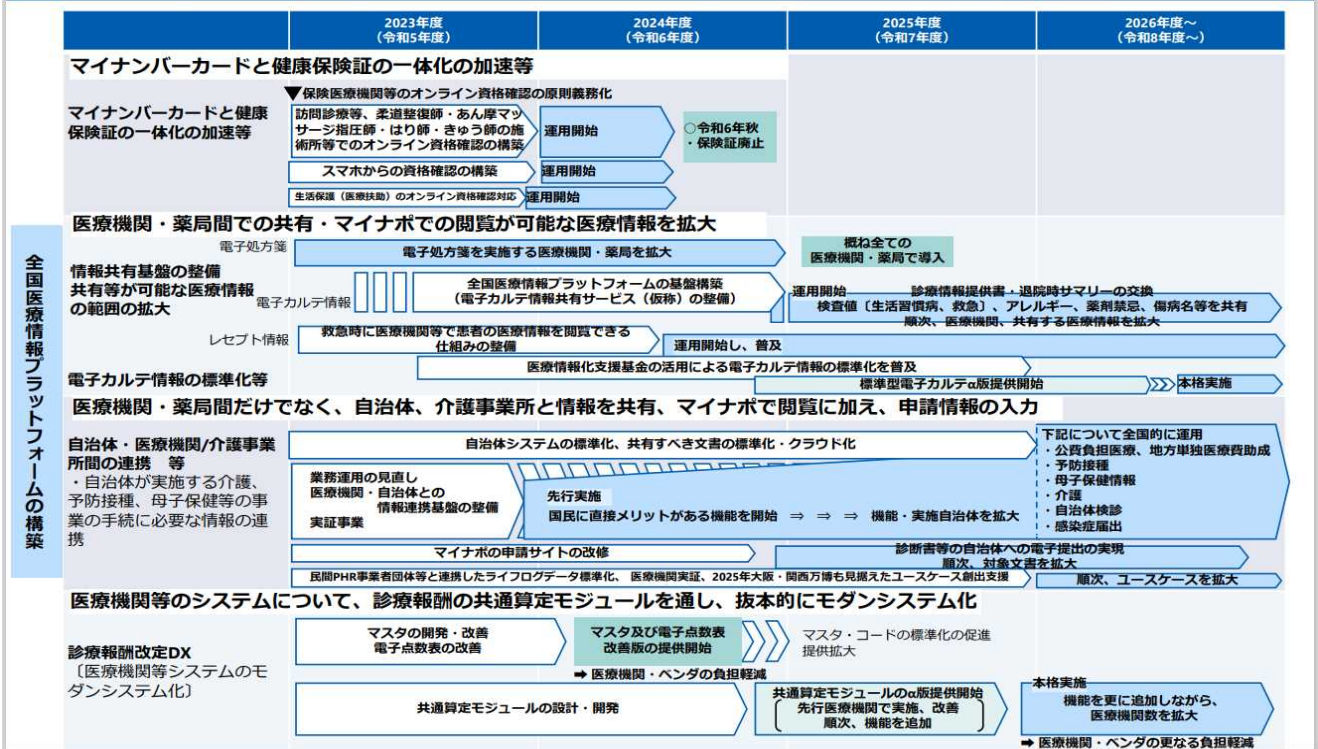 2023年度
(令和5年度)
2024年度
(令和6年度)
2025年度
(令和7年度)
2026年度～
(令和8年度～)
全国医療情報プラットフォームの構築
マイナンバーカードと健康保険証の一体化の加速等
マイナンバーカードと健康
保険証の一体化の加速等
▼保険医療機関等のオンライン資格確認の原則義務化
訪問診療等、柔道整復師・あん摩マッ
サージ指圧師・はり師・きゅう師の施
術所等でのオンライン資格確認の構築
運用開始
○令和6年秋
・保険証廃止
スマホからの資格確認の構築
運用開始
生活保護（医療扶助）のオンライン資格確認対応
運用開始
医療機関・薬局間での共有・マイナポでの閲覧が可能な医療情報を拡大
情報共有基盤の整備
共有等が可能な医療情報
の範囲の拡大
電子処方箋
電子処方箋を実施する医療機関・薬局を拡大
概ね全ての
医療機関・薬局で導入
電子カルテ情報
全国医療情報プラットフォームの基盤構築
（電子カルテ情報共有サービス（仮称）の整備）
運用開始
診療情報提供書・退院時サマリーの交換
検査値〔生活習慣病、救急〕、アレルギー、薬剤禁忌、傷病名等を共有
順次、医療機関、共有する医療情報を拡大
レセプト情報
救急時に医療機関等で患者の医療情報を閲覧できる
仕組みの整備
運用開始し、普及
電子カルテ情報の標準化等
医療情報化支援基金の活用による電子カルテ情報の標準化を普及
標準型電子カルテα版提供開始
本格実施
医療機関・薬局間だけでなく、自治体、介護事業所と情報を共有、マイナポで閲覧に加え、申請情報の入力
自治体・医療機関/介護事業
所間の連携　等
・自治体が実施する介護、
予防接種、母子保健等の事
業の手続に必要な情報の連
携
自治体システムの標準化、共有すべき文書の標準化・クラウド化
業務運用の見直し
医療機関・自治体との
情報連携基盤の整備
実証事業
先行実施
国民に直接メリットがある機能を開始　⇒　⇒　⇒　機能・実施自治体を拡大
下記について全国的に運用
・公費負担医療、地方単独医療費助成
・予防接種
・母子保健情報
・介護
・自治体検診
・感染症届出
マイナポの申請サイトの改修
診断書等の自治体への電子提出の実現
順次、対象文書を拡大
民間PHR事業者団体等と連携したライフログデータ標準化、 医療機関実証、2025年大阪・関西万博も見据えたユースケース創出支援
順次、ユースケースを拡大
医療機関等のシステムについて、診療報酬の共通算定モジュールを通し、抜本的にモダンシステム化
診療報酬改定DX
〔医療機関等システムのモ
ダンシステム化〕
マスタの開発・改善
電子点数表の改善
マスタ及び電子点数表
改善版の提供開始
マスタ・コードの標準化の促進
提供拡大
➡ 医療機関・ベンダの負担軽減
共通算定モジュールの設計・開発
共通算定モジュールのα版提供開始
先行医療機関で実施、改善
順次、機能を追加
本格実施
機能を更に追加しながら、
医療機関数を拡大
➡ 医療機関・ベンダの更なる負担軽減